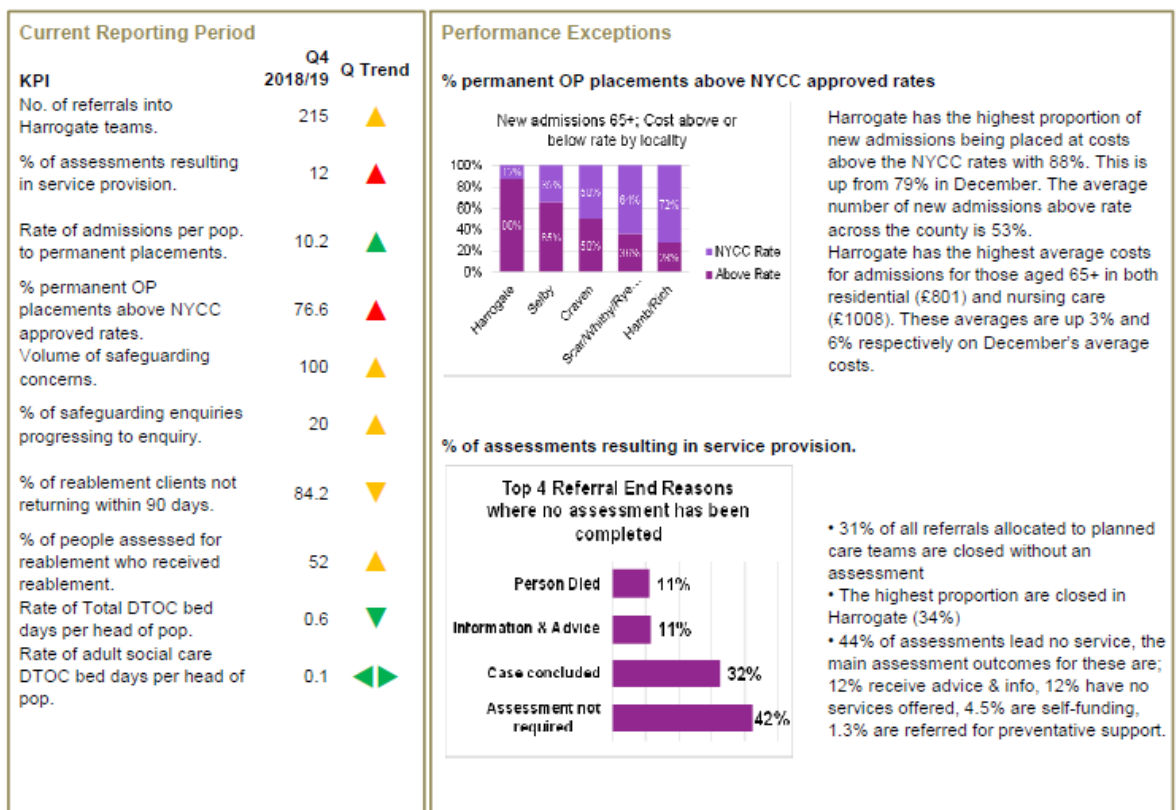 Current Reporting Period
Q4
KPI 2018/19 Q Trend
No. of referrals into
Harrogate teams. 215
% of assessments resulting
in service provision. 12
Rate of admissions per pop.
to permanent placements. 10.2
% permanent OP
placements above NYCC 76.6
approved rates.
Volume of safeguarding
concerns. 100
% of safeguarding enquiries
progressing to enquiry. 20
% of reablement clients not
returning within 90 days. 84.2
% of people assessed for
reablement who received 52
reablement.
Rate of Total DTOC bed
days per head of pop. 0.6
Rate of adult social care
DTOC bed days per head of 0.1
pop.
Performance Exceptions
% permanent OP placements above NYCC approved rates
New admissions 65+; Cost above or
below rate by locality
100%
80%
60%
40%
20%
0%
50% 64% 72%
65% 50% 36% 28%
NYCC Rate
Above Rate
Harrogate
Selby
Craven
Scar/Whitby/Rye...
Hamb/Rich
Harrogate has the highest proportion of
new admissions being placed at costs
above the NYCC rates with 88%. This is
up from 79% in December. The average
number of new admissions above rate
across the county is 53%.
Harrogate has the highest average costs
for admissions for those aged 65+ in both
residential (£801) and nursing care
(£1008). These averages are up 3% and
6% respectively on December's average
costs.
% of assessments resulting in service provision.
Top 4 Referral End Reasons
where no assessment has been
completed
Person Died 11%
Information & Advice 11%
Case concluded 32%
Assessment not
required 42%
• 31% of all referrals allocated to planned
care teams are closed without an
assessment
• The highest proportion are closed in
Harrogate (34%)
• 44% of assessments lead no service, the
main assessment outcomes for these are;
12% receive advice & info, 12% have no
services offered, 4.5% are self-funding,
1.3% are referred for preventative support.